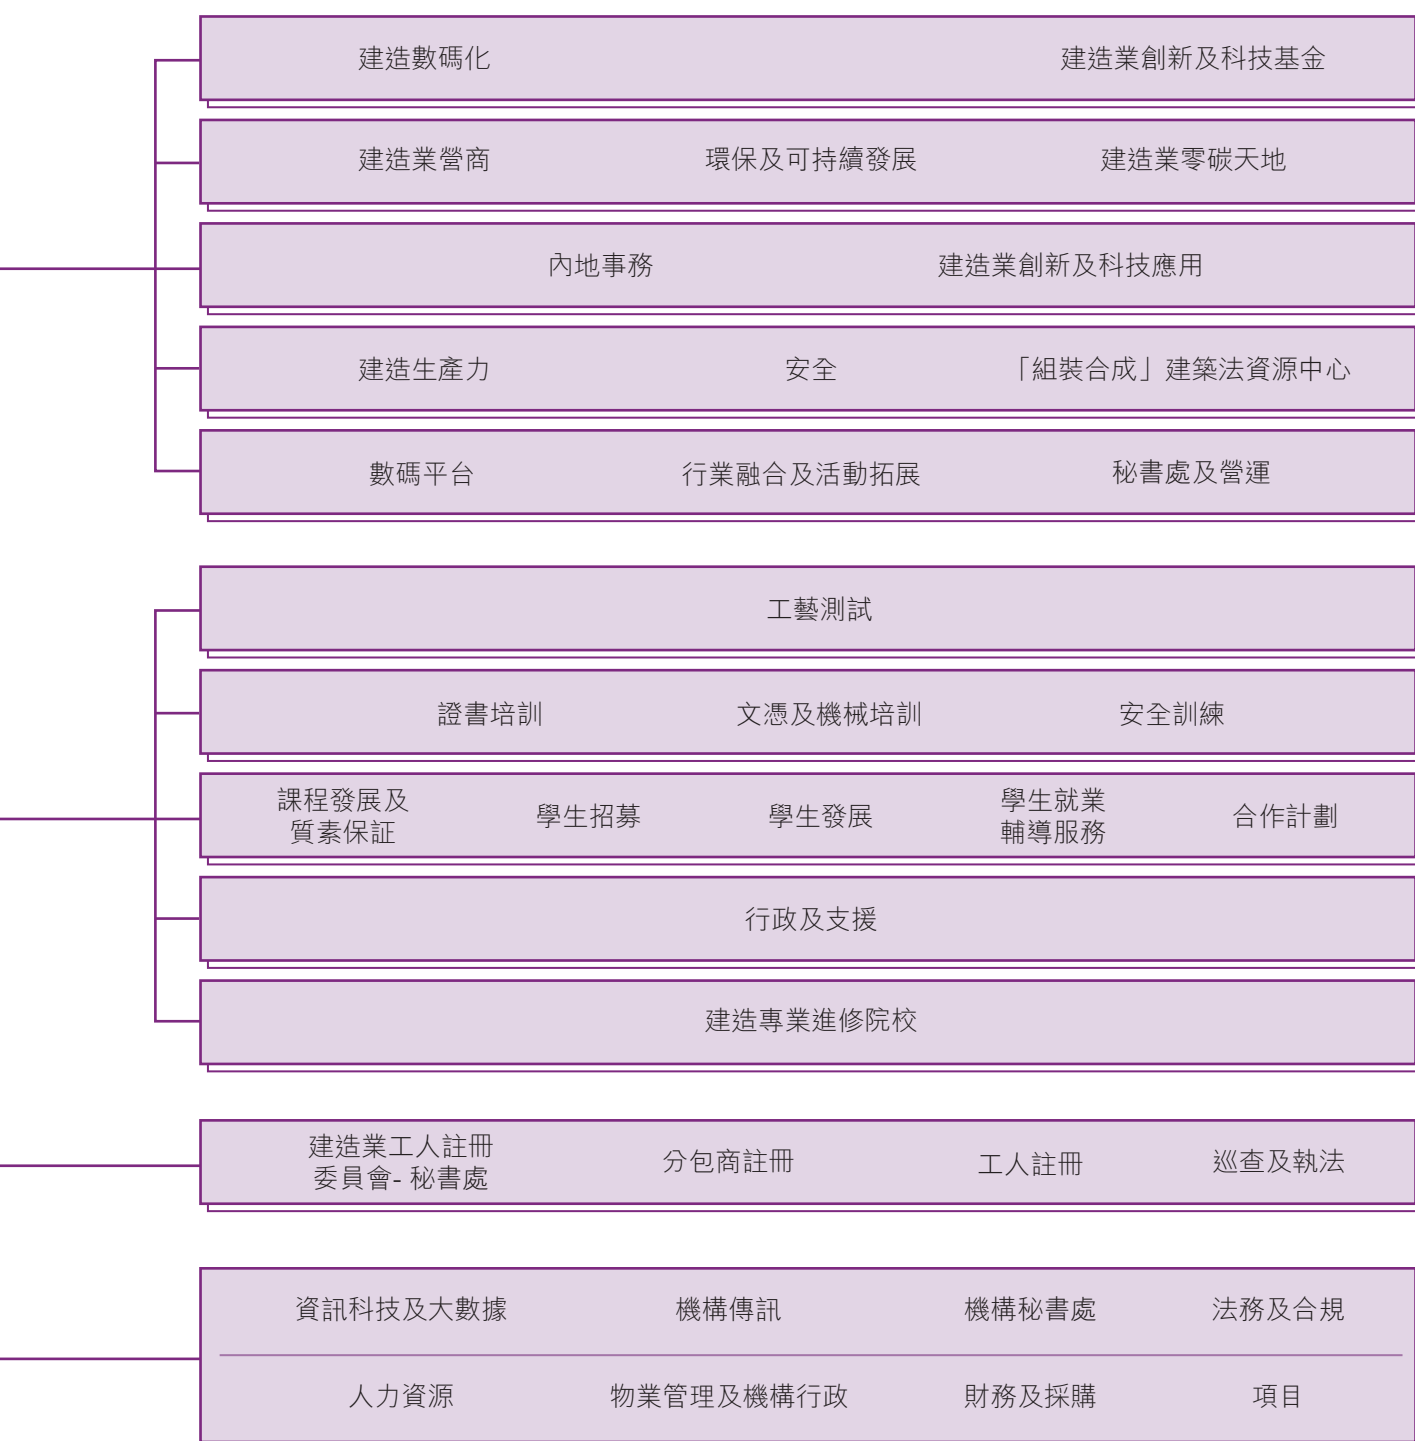 建造數碼化 建造業創新及科技基金
建造業營商 環保及可持續發展 建造業零碳天地
內地事務 建造業創新及科技應用
建造生產力 安全 「組裝合成」建築法資源中心
數碼平台 行業融合及活動拓展 秘書處及營運
工藝測試
證書培訓 文憑及機械培訓 安全訓練
課程發展及
質素保証
學生招募
學生發展
學生就業
輔導服務
合作計劃
行政及支援
建造專業進修院校
建造業工人註冊
委員會- 秘書處
分包商註冊
工人註冊
巡查及執法
資訊科技及大數據 機構傳訊 機構秘書處 法務及合規
人力資源 物業管理及機構行政 財務及採購 項目